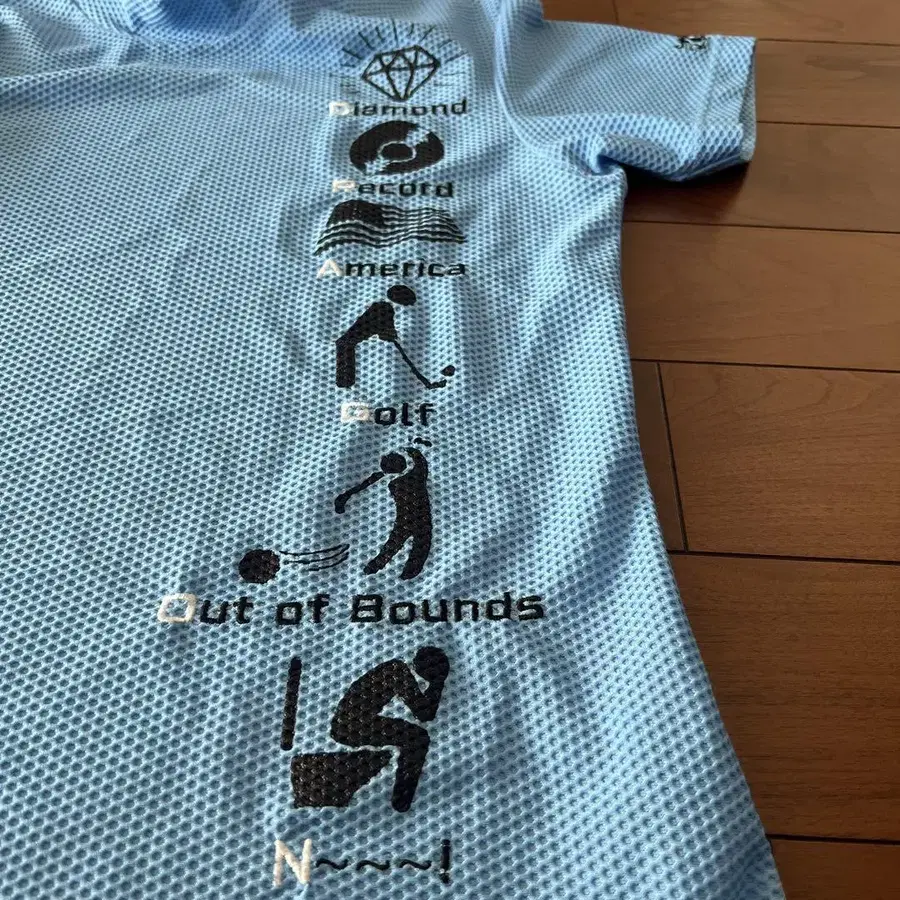 Diamond
Record
America
Golf
Out of Bounds
N~~~!